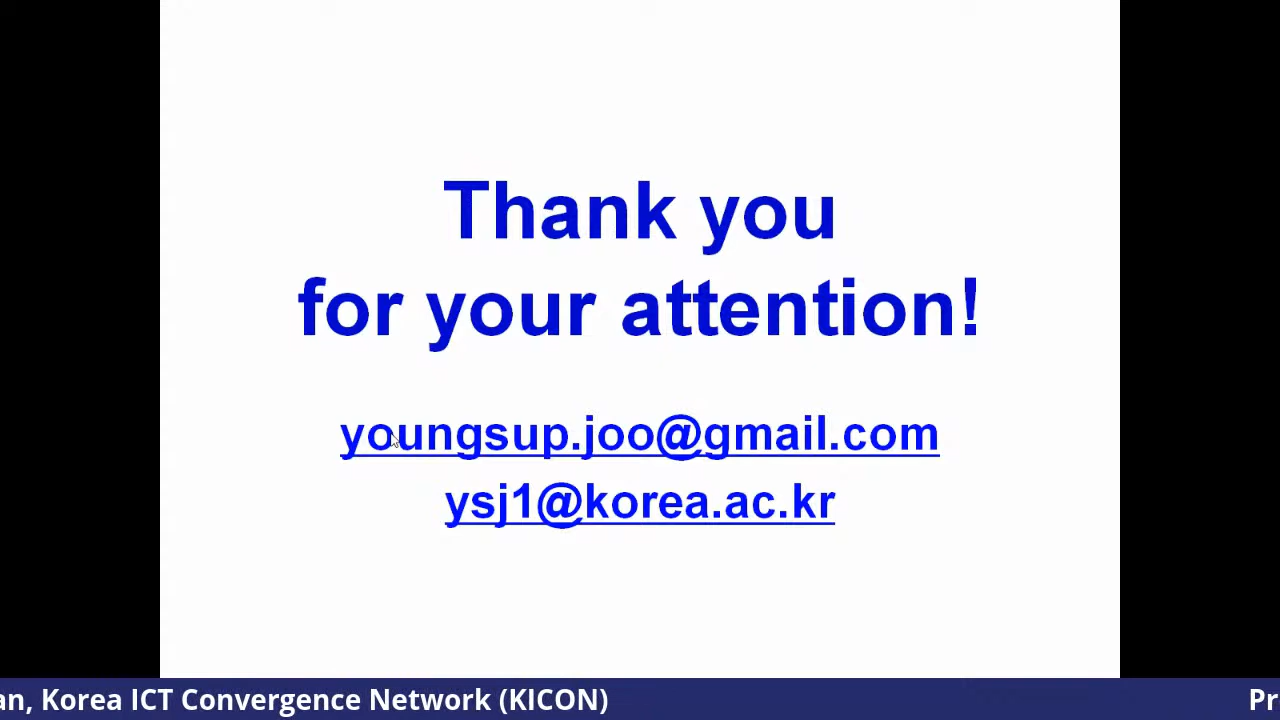 Thank you
for your attention!
youngsup.joo@gmail.com
ysj1@korea.ac.kr
an, Korea ICT Convergence Network (KICON)
Pr